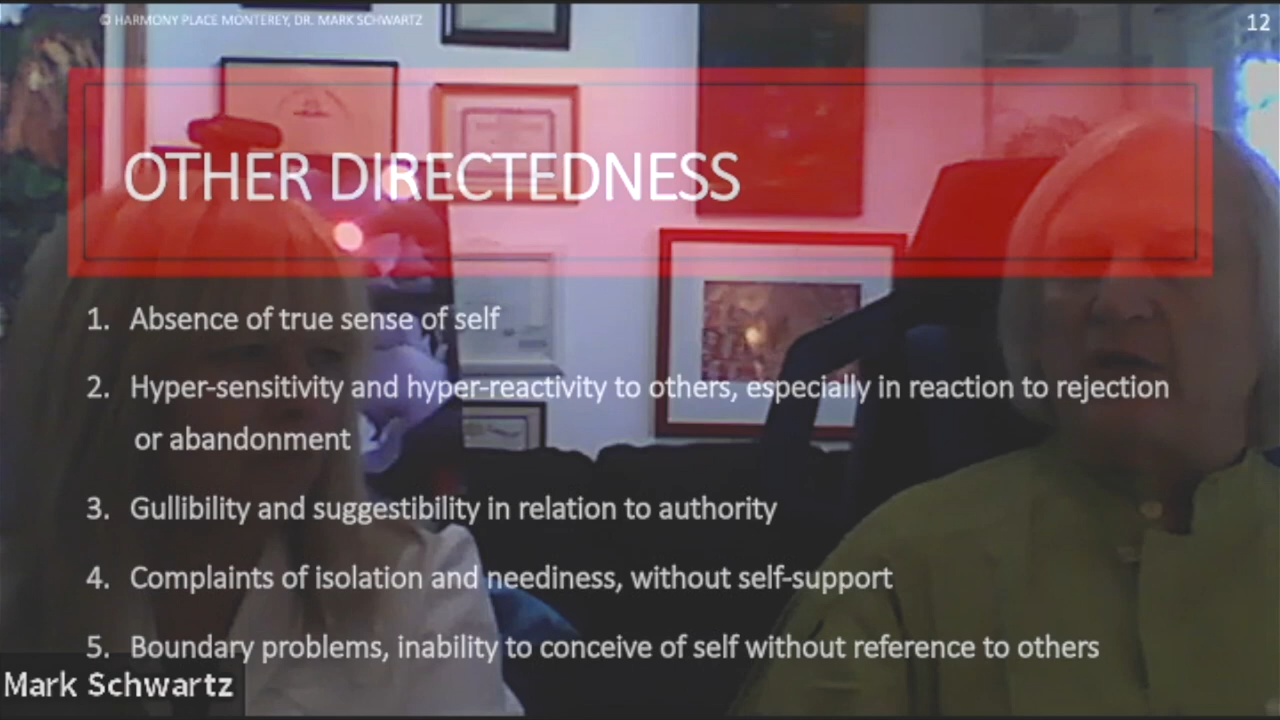 © HARMONY PLACE MONTEREY, DR. MARK SCHWARTZ
12
OTHER DIRECTEDNESS
1. Absence of true sense of self
2. Hyper-sensitivity and hyper-reactivity to others, especially in reaction to rejection
or abandonment
3. Gullibility and suggestibility in relation to authority
4. Complaints of isolation and neediness, without self-support
5. Boundary problems, inability to conceive of self without reference to others
Mark Schwartz